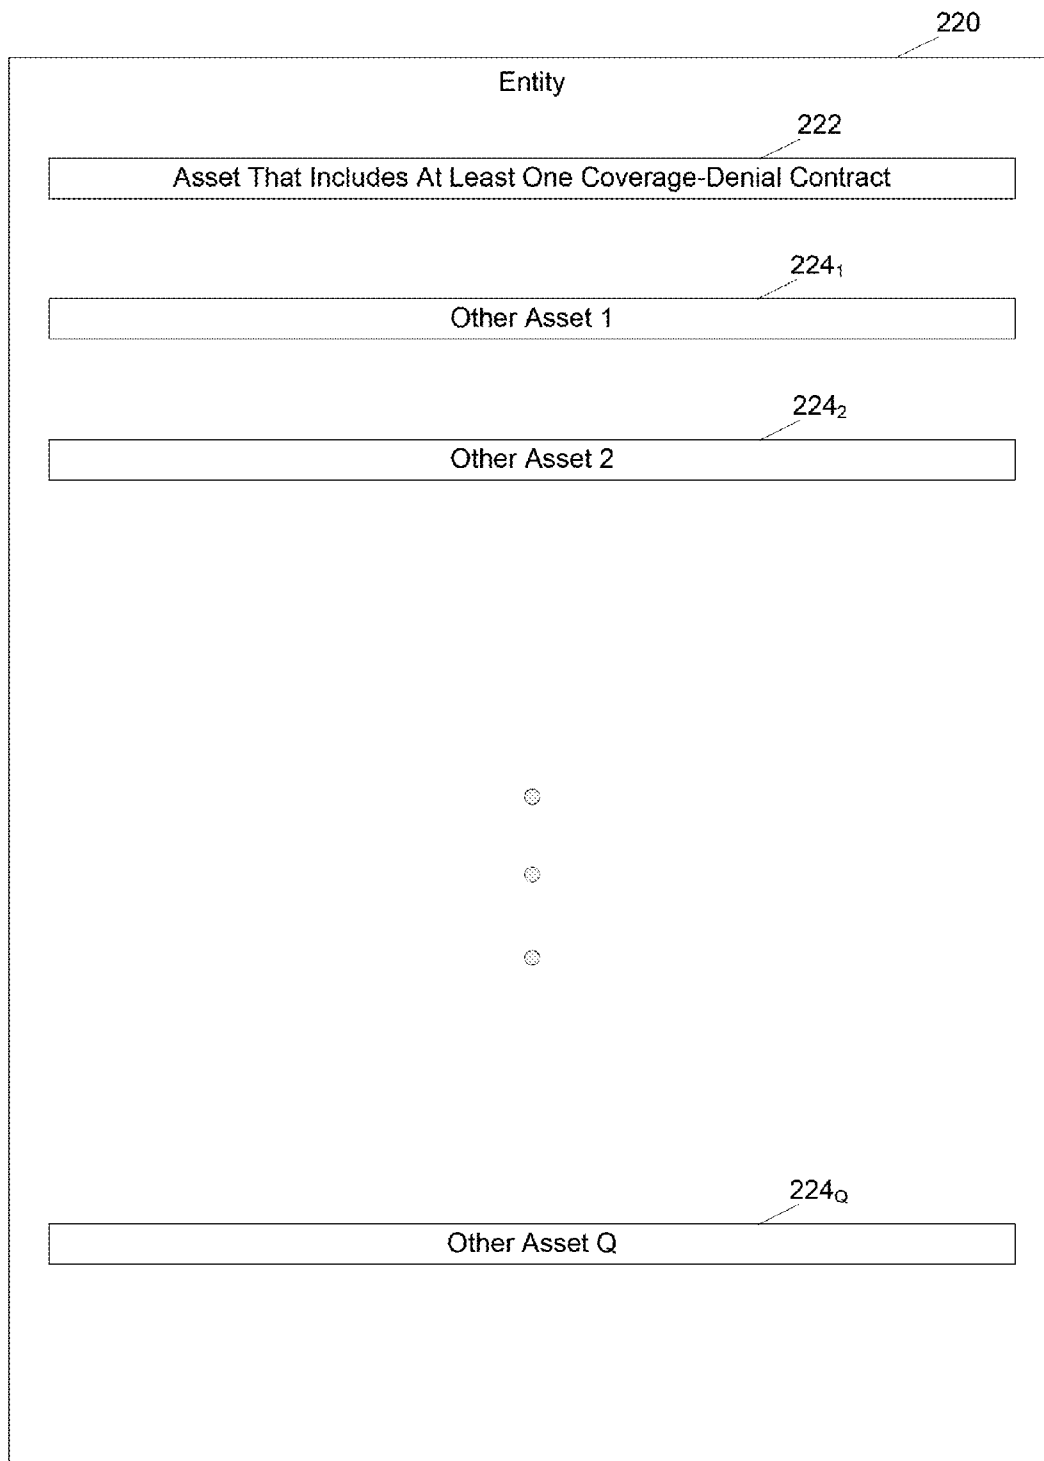 220
Entity
222
Asset That Includes At Least One Coverage-Denial Contract
224₁
Other Asset 1
224₂
Other Asset 2
224Q
Other Asset Q